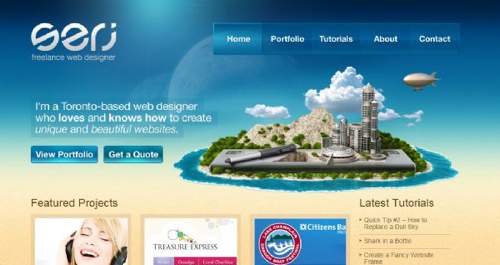 serj
freelance web designer
Home
Portfolio
Tutorials
About
Contact
I'm a Toronto-based web designer
who loves and knows how to create
unique and beautiful websites.
View Portfolio
Get a Quote
Featured Projects
Latest Tutorials
TREASURE EXPRESS
Citizens Ba
Quick Tip #2 – How to
Replace a Dull Sky
Shark in a Bottle
Create a Fancy Website
Frame